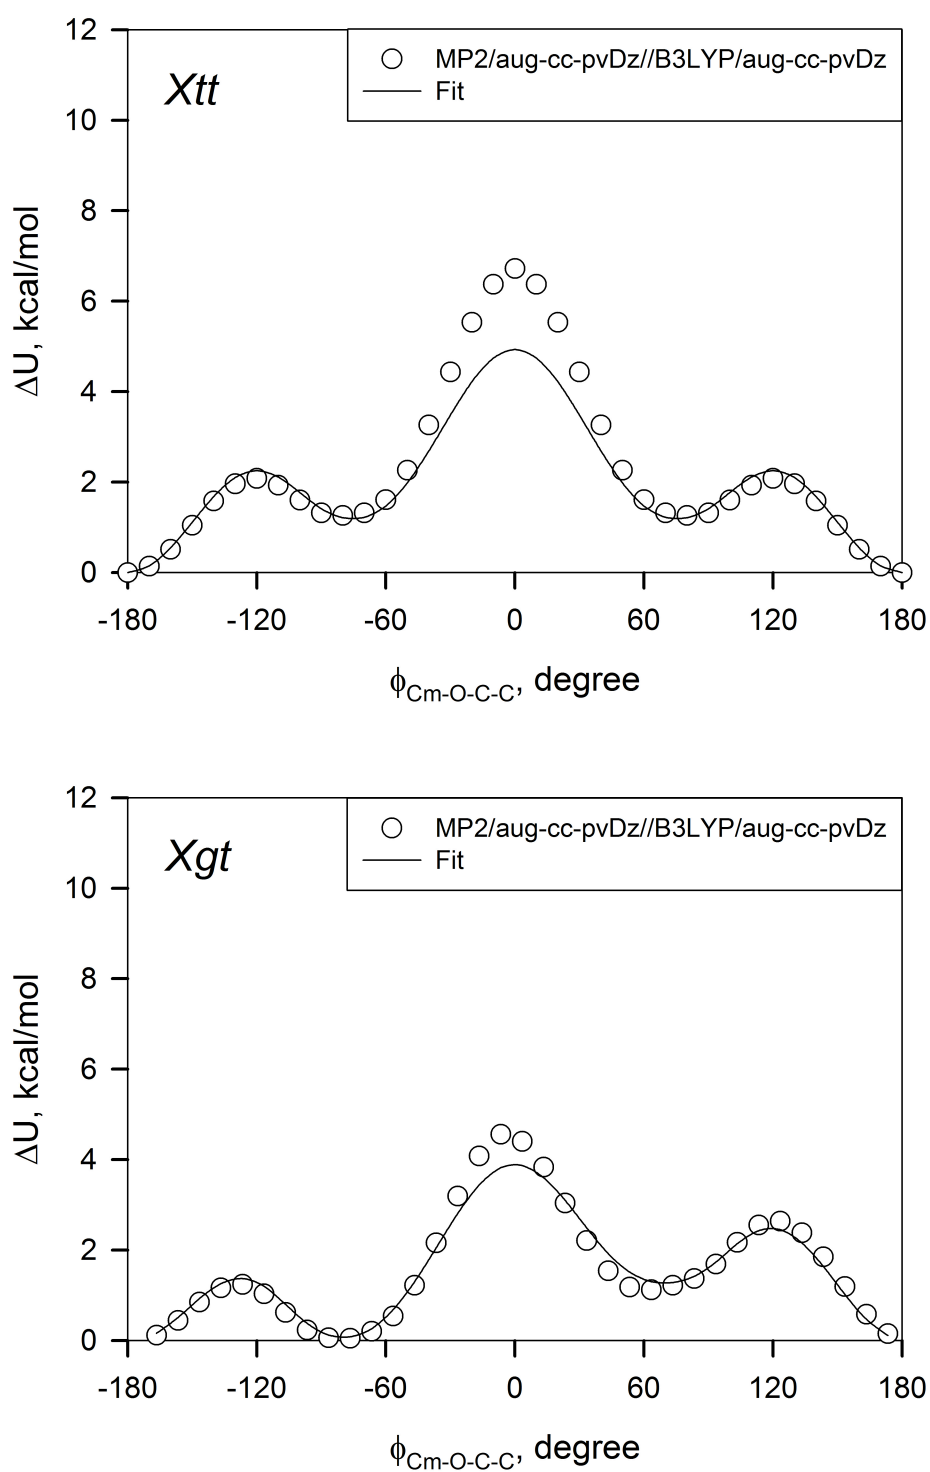 12
MP2/aug-cc-pvDz//B3LYP/aug-cc-pvDz
Fit
Xtt
10
8
6
4
2
0
ΔU, kcal/mol
-180 -120 -60 0 60 120 180
ϕCm-O-C-C, degree
12
MP2/aug-cc-pvDz//B3LYP/aug-cc-pvDz
Fit
Xgt
10
8
6
4
2
0
ΔU, kcal/mol
-180 -120 -60 0 60 120 180
ϕCm-O-C-C, degree